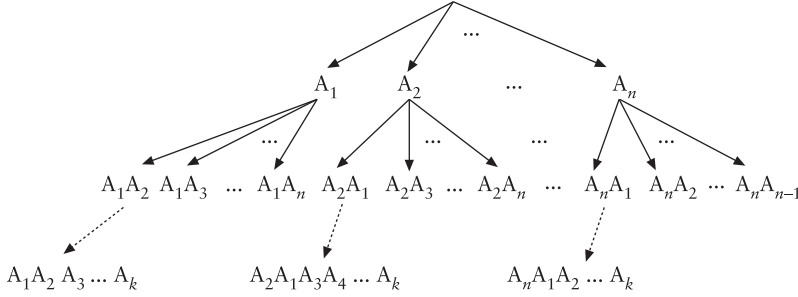 ...
A₁ A₂ ... Aₙ
... ... ... ...
A₁A₂ A₁A₃ ... A₁Aₙ A₂A₁ A₂A₃ ... A₂Aₙ ... AₙA₁ AₙA₂ ... AₙAₙ₋₁
A₁A₂ A₃ ... Aₖ A₂A₁A₃A₄ ... Aₖ AₙA₁A₂ ... Aₖ